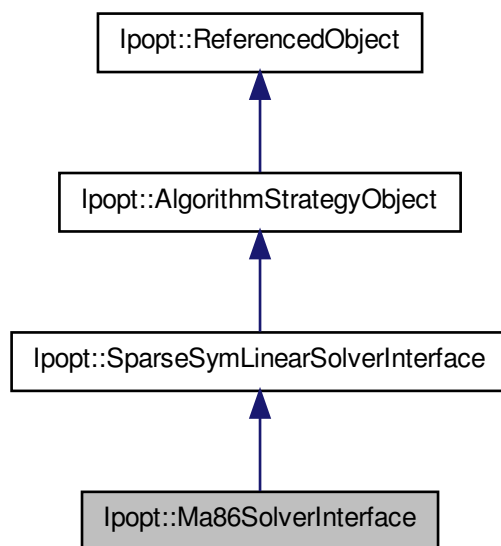 Ipopt::ReferencedObject
Ipopt::AlgorithmStrategyObject
Ipopt::SparseSymLinearSolverInterface
Ipopt::Ma86SolverInterface